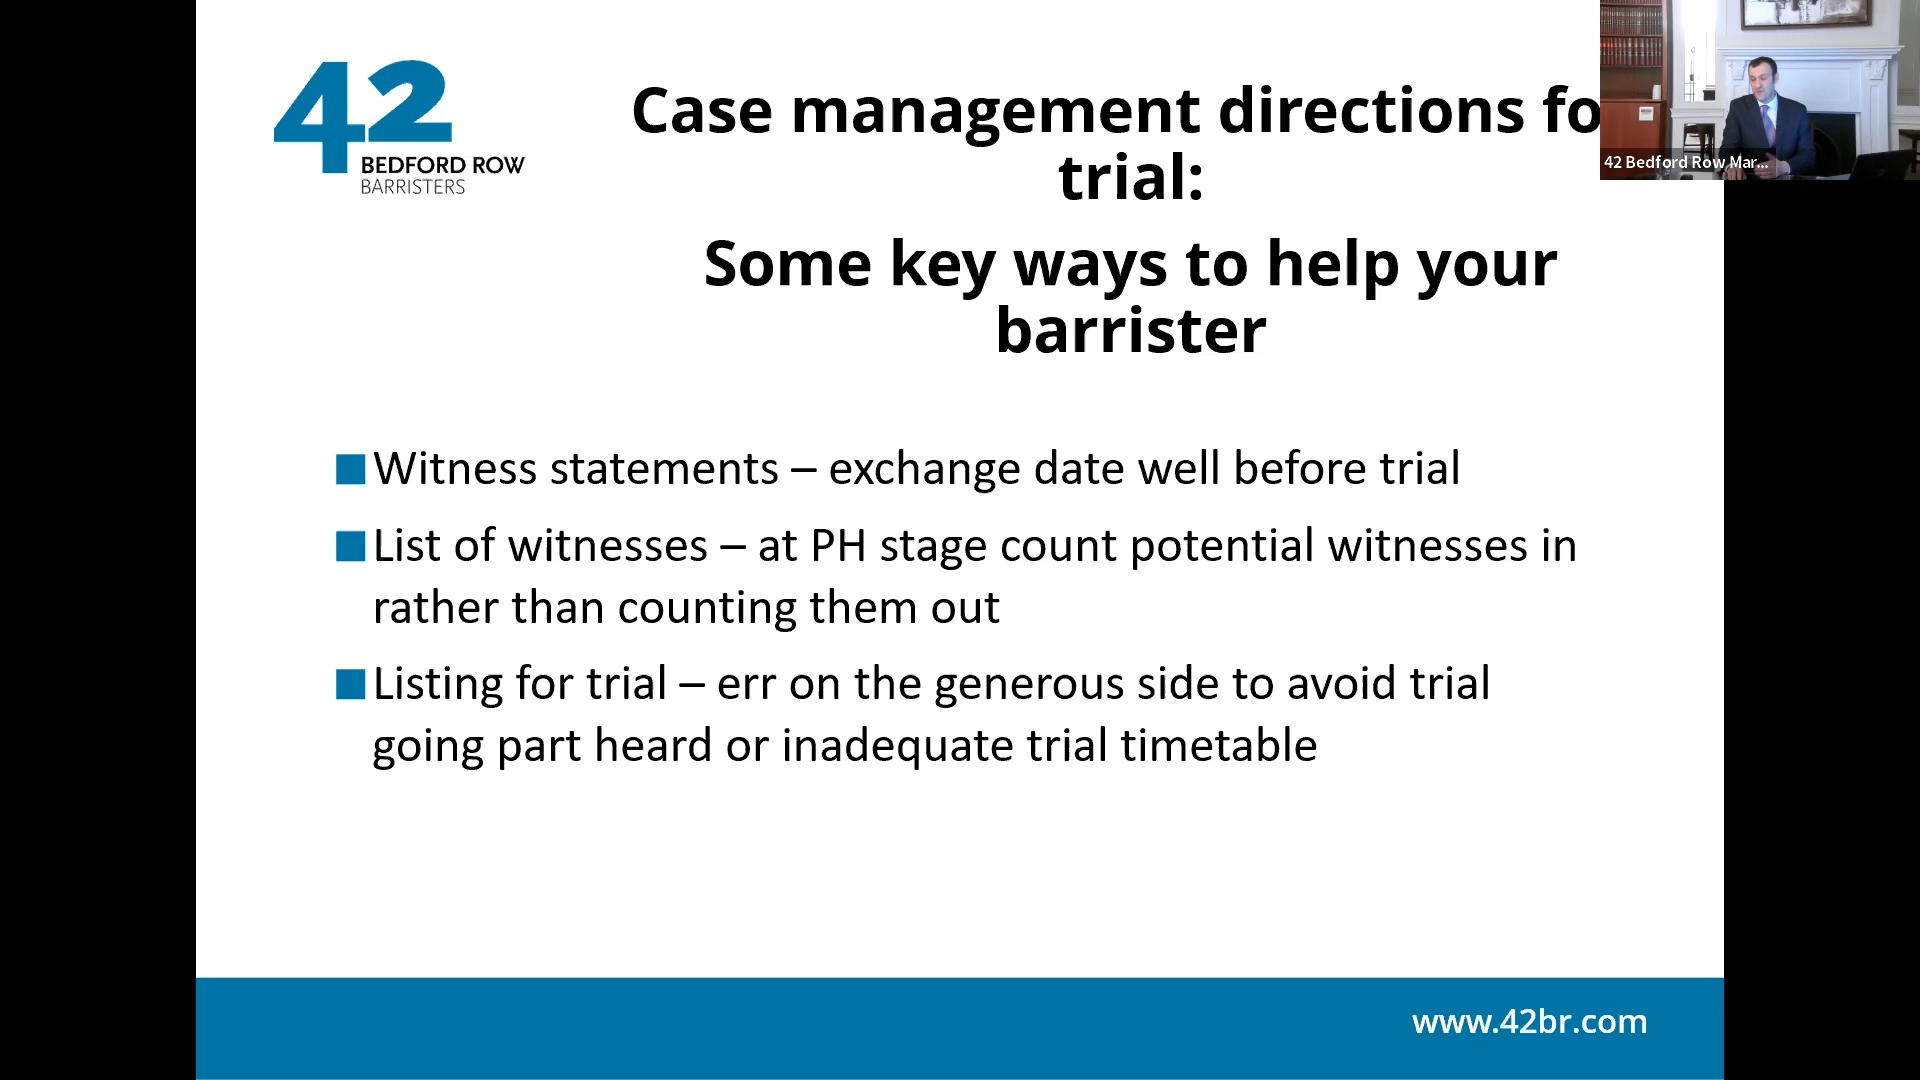 42
BEDFORD ROW
BARRISTERS
Case management directions fo
trial:
Some key ways to help your
barrister
42 Bedford Row Mar...
■Witness statements – exchange date well before trial
■List of witnesses – at PH stage count potential witnesses in
rather than counting them out
■Listing for trial – err on the generous side to avoid trial
going part heard or inadequate trial timetable
www.42br.com